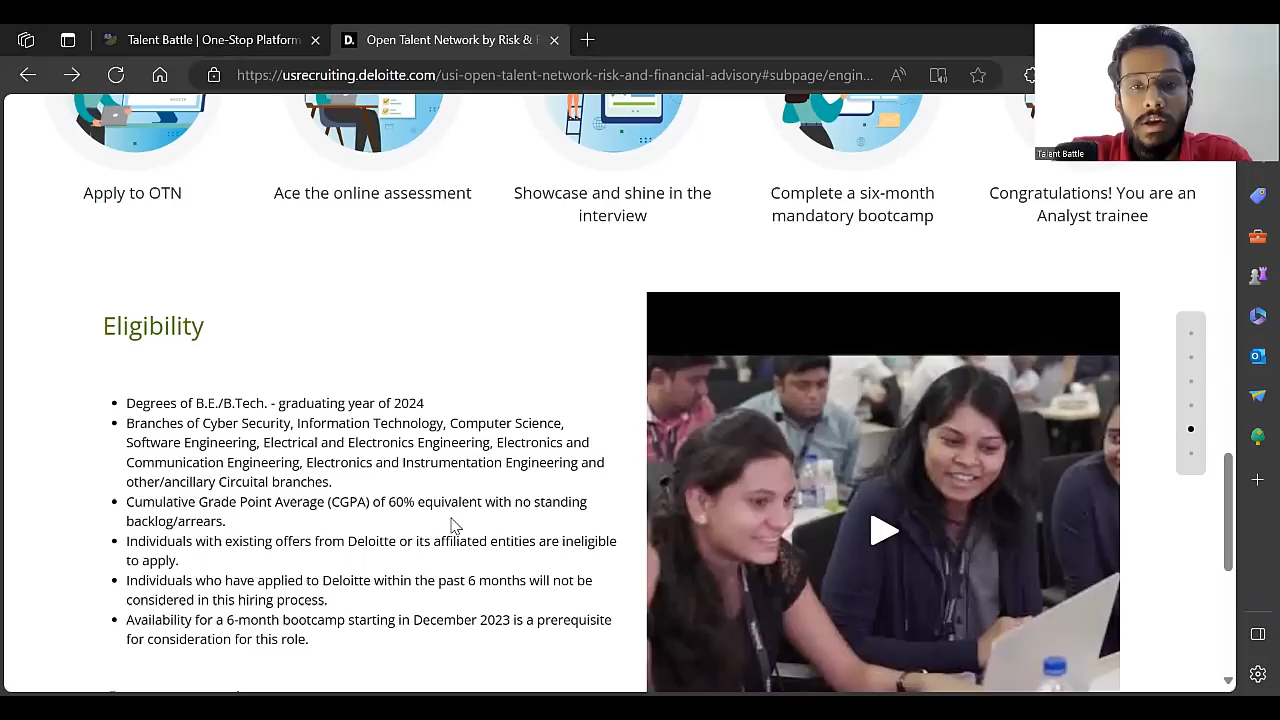 Talent Battle | One-Stop Platform
Open Talent Network by Risk & F
https://usrecruiting.deloitte.com/usi-open-talent-network-risk-and-financial-advisory#subpage/engin...
Talent Battle
Apply to OTN
Ace the online assessment
Showcase and shine in the
interview
Complete a six-month
mandatory bootcamp
Congratulations! You are an
Analyst trainee
Eligibility
• Degrees of B.E./B.Tech. - graduating year of 2024
• Branches of Cyber Security, Information Technology, Computer Science,
Software Engineering, Electrical and Electronics Engineering, Electronics and
Communication Engineering, Electronics and Instrumentation Engineering and
other/ancillary Circuital branches.
• Cumulative Grade Point Average (CGPA) of 60% equivalent with no standing
backlog/arrears.
• Individuals with existing offers from Deloitte or its affiliated entities are ineligible
to apply.
• Individuals who have applied to Deloitte within the past 6 months will not be
considered in this hiring process.
• Availability for a 6-month bootcamp starting in December 2023 is a prerequisite
for consideration for this role.